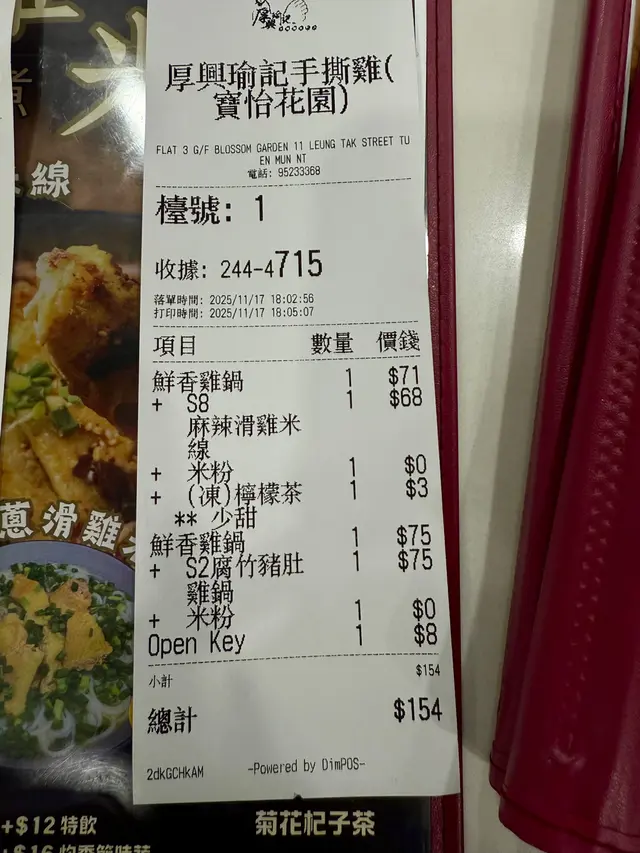 厚興瑜記手撕雞(
寶怡花園)
FLAT 3 G/F BLOSSOM GARDEN 11 LEUNG TAK STREET TU
EN MUN NT
電話: 95233368
檯號: 1
收據: 244-4715
落單時間: 2025/11/17 18:02:56
打印時間: 2025/11/17 18:05:07
項目 數量 價錢
鮮香雞鍋 1 $71
+ S8 1 $68
麻辣滑雞米
線
+ 米粉 1 $0
+ (凍)檸檬茶 1 $3
** 少甜
鮮香雞鍋 1 $75
+ S2腐竹豬肚 1 $75
雞鍋
+ 米粉 1 $0
Open Key 1 $8
小計 $154
總計 $154
2dkGCHkAM -Powered by DimPOS-
線
蔥滑雞
+$12 特飲
菊花杞子茶